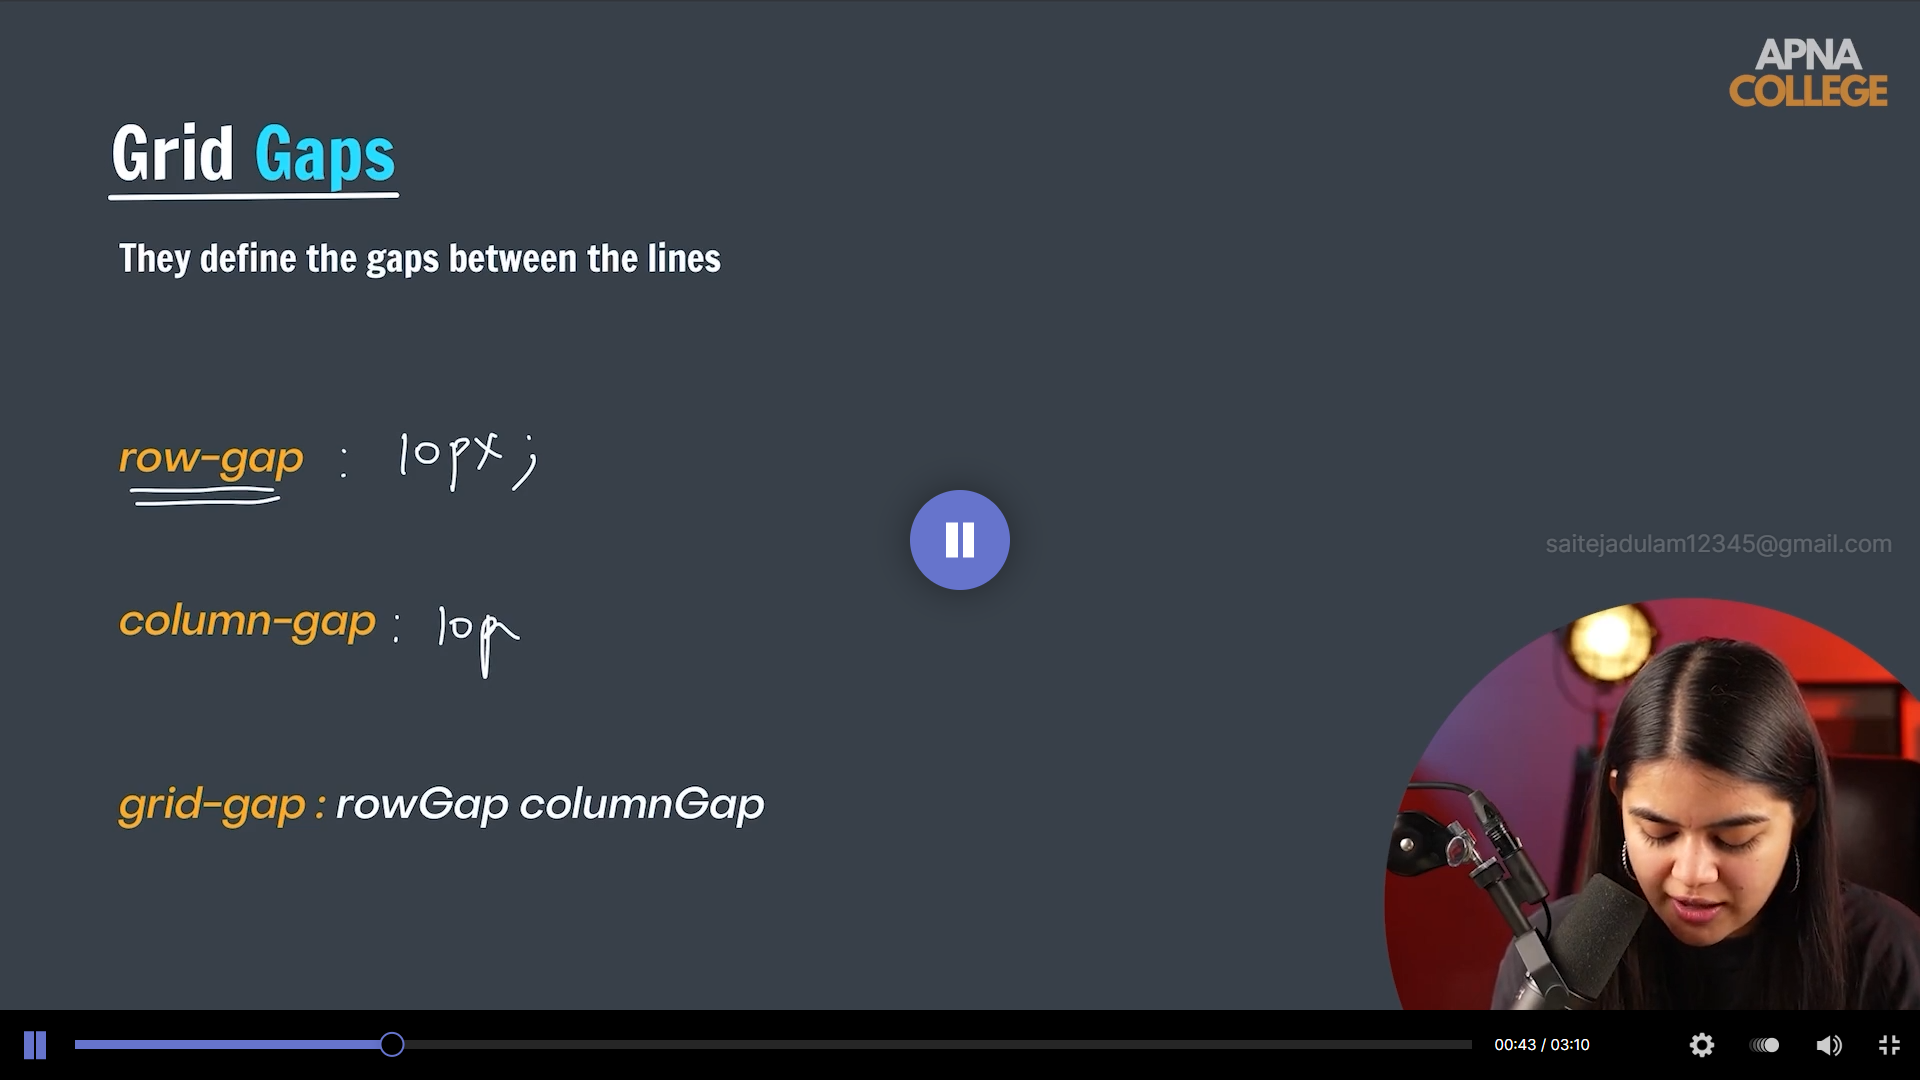 APNA
COLLEGE
Grid Gaps
They define the gaps between the lines
row-gap : 10px ;
column-gap : 10p
saitejadulam12345@gmail.com
grid-gap : rowGap columnGap
00:43 / 03:10